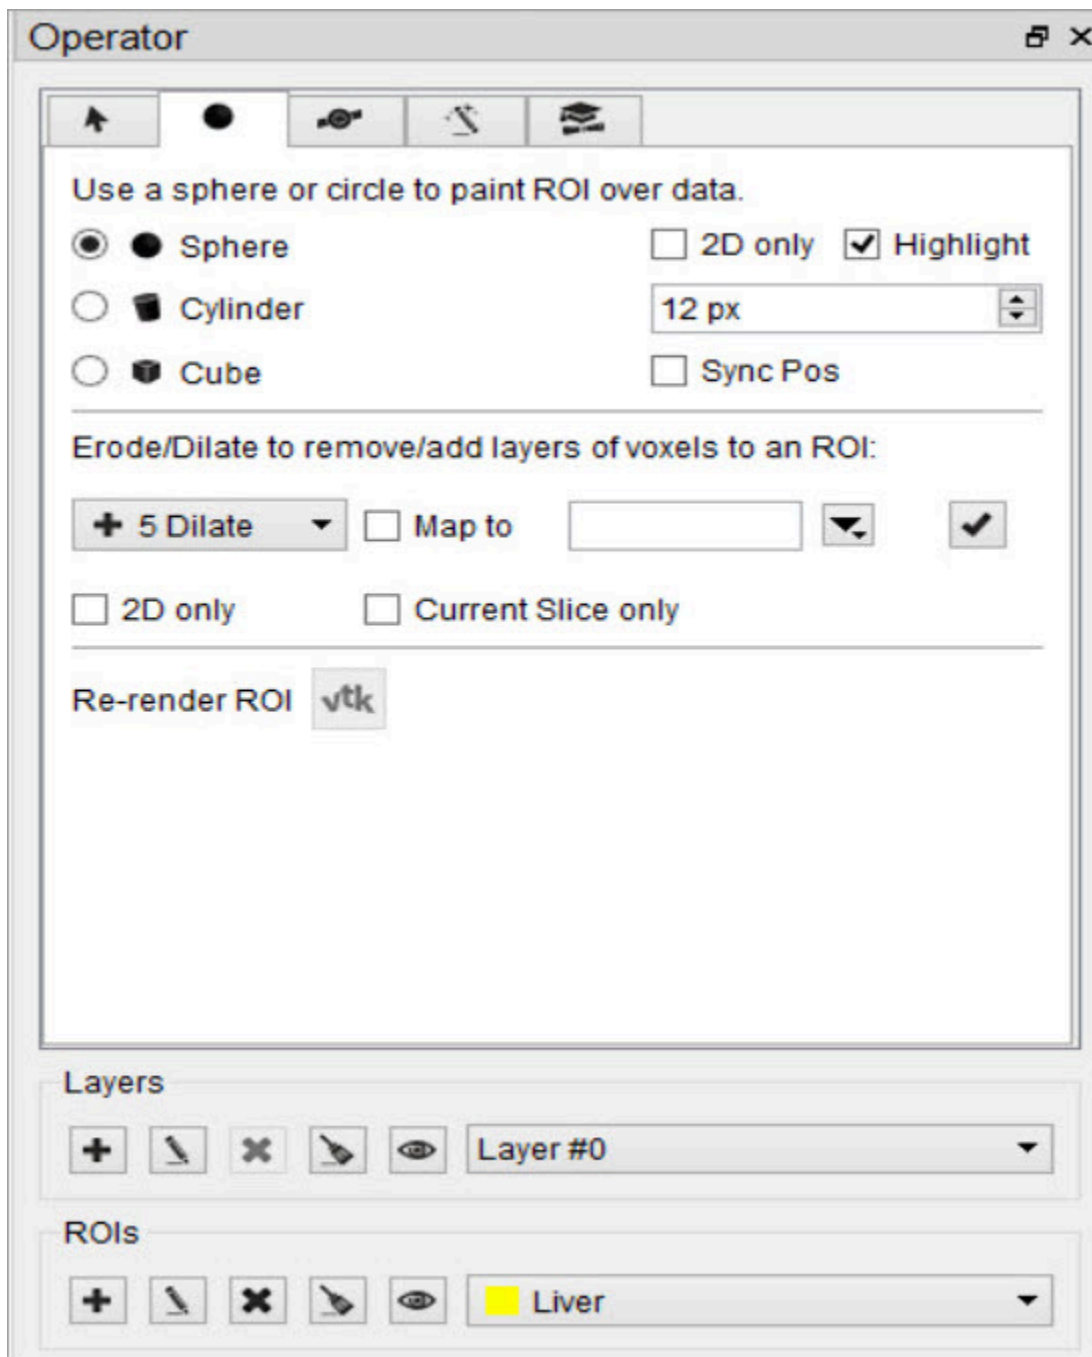 Operator
Use a sphere or circle to paint ROI over data.
Sphere 2D only Highlight
Cylinder 12 px
Cube Sync Pos
Erode/Dilate to remove/add layers of voxels to an ROI:
5 Dilate Map to
2D only Current Slice only
Re-render ROI vtk
Layers
Layer #0
ROIs
Liver